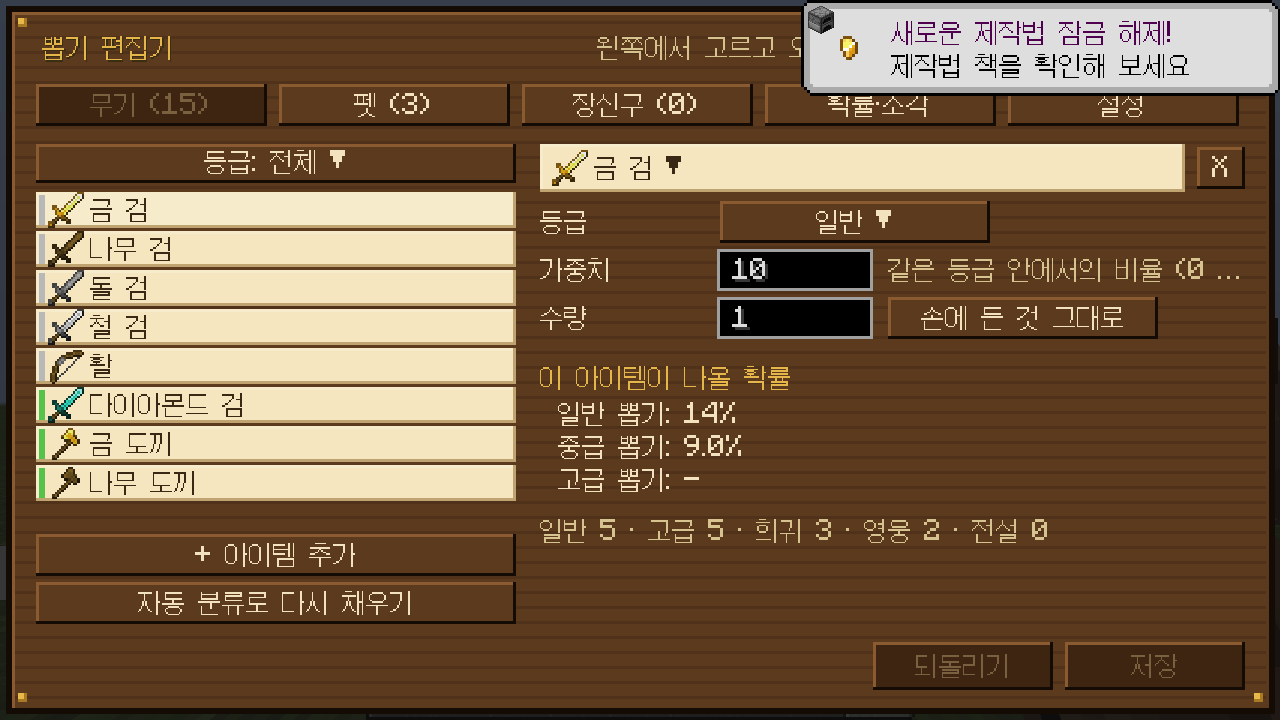 뽑기 편집기
왼쪽에서 고르고
새로운 제작법 잠금 해제!
제작법 책을 확인해 보세요
무기 (15)
펫 (3)
장신구 (0)
확률·조각
설정
등급: 전체 ▼
금 검
나무 검
돌 검
철 검
활
다이아몬드 검
금 도끼
나무 도끼
+ 아이템 추가
자동 분류로 다시 채우기
금 검 ▼
X
등급
일반 ▼
가중치
10
같은 등급 안에서의 비율 (0 ...
수량
1
손에 든 것 그대로
이 아이템이 나올 확률
일반 뽑기: 14%
중급 뽑기: 9.0%
고급 뽑기: -
일반 5 · 고급 5 · 희귀 3 · 영웅 2 · 전설 0
되돌리기
저장